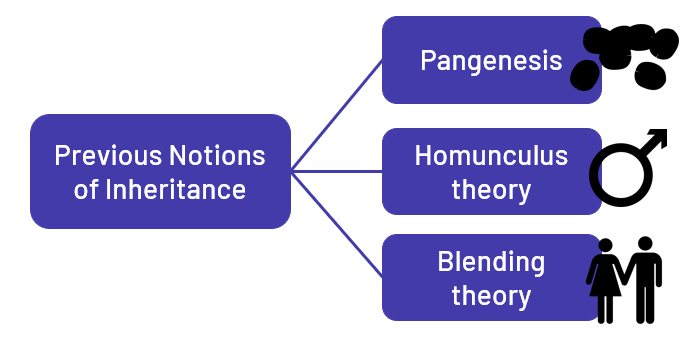 Previous Notions
of Inheritance
Pangenesis
Homunculus
theory
Blending
theory